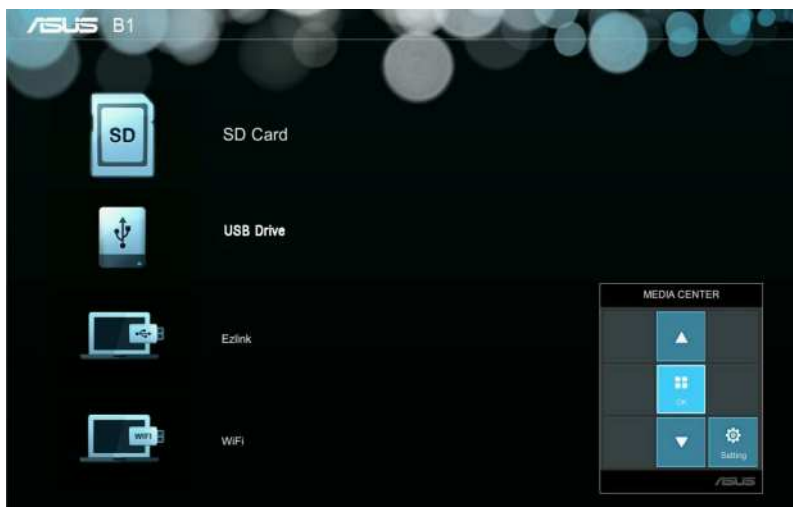 ASUS B1
SD
SD Card
USB Drive
Ezlink
WiFi
WiFi
MEDIA CENTER
OK
Setting
ASUS